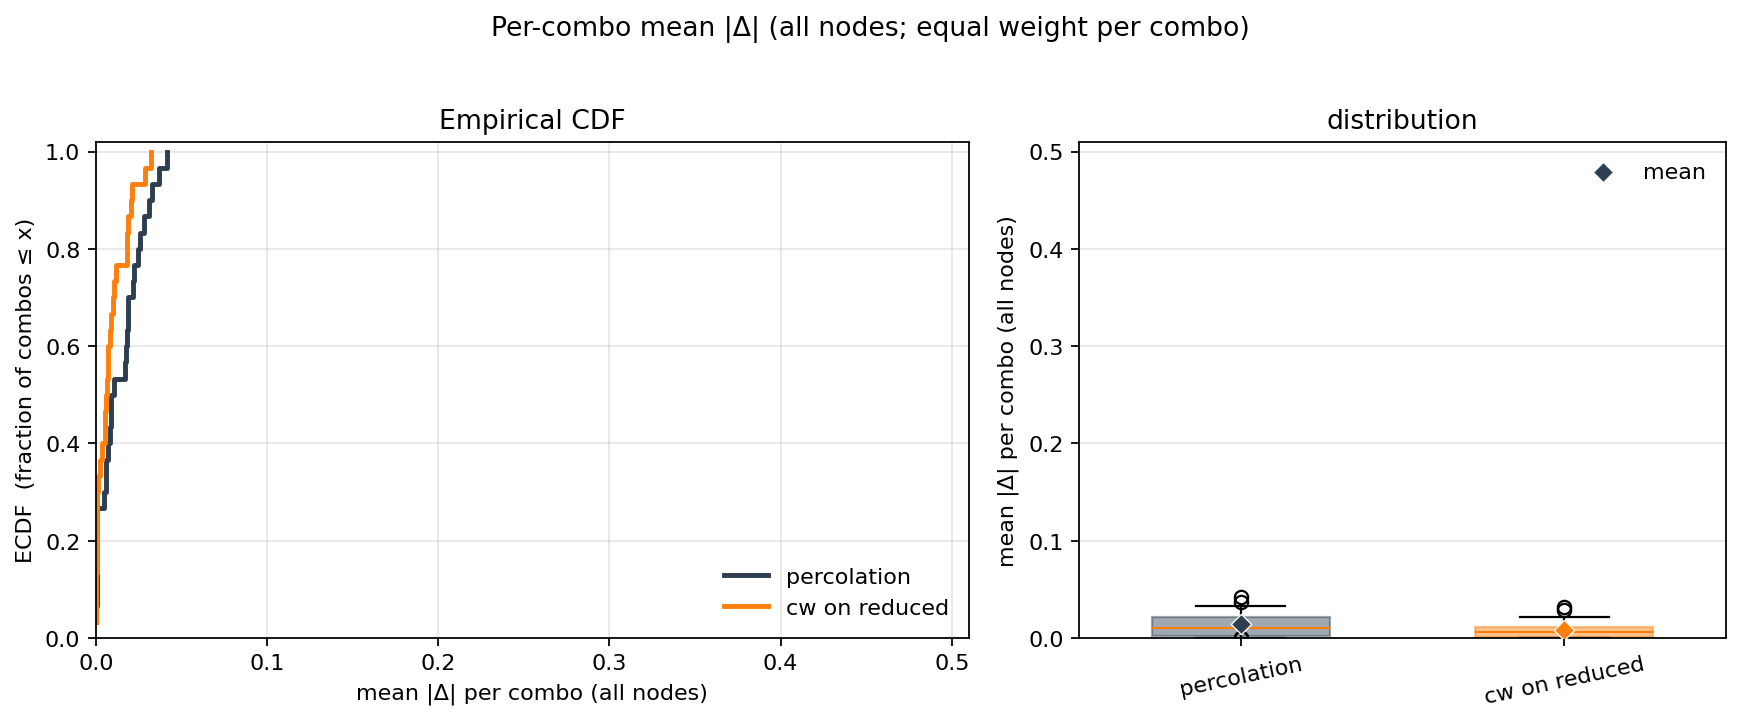 Per-combo mean |Δ| (all nodes; equal weight per combo)
Empirical CDF
ECDF  (fraction of combos ≤ x)
1.0
0.8
0.6
0.4
0.2
0.0
percolation
cw on reduced
0.0 0.1 0.2 0.3 0.4 0.5
mean |Δ| per combo (all nodes)
distribution
mean |Δ| per combo (all nodes)
0.5
0.4
0.3
0.2
0.1
0.0
mean
percolation
cw on reduced